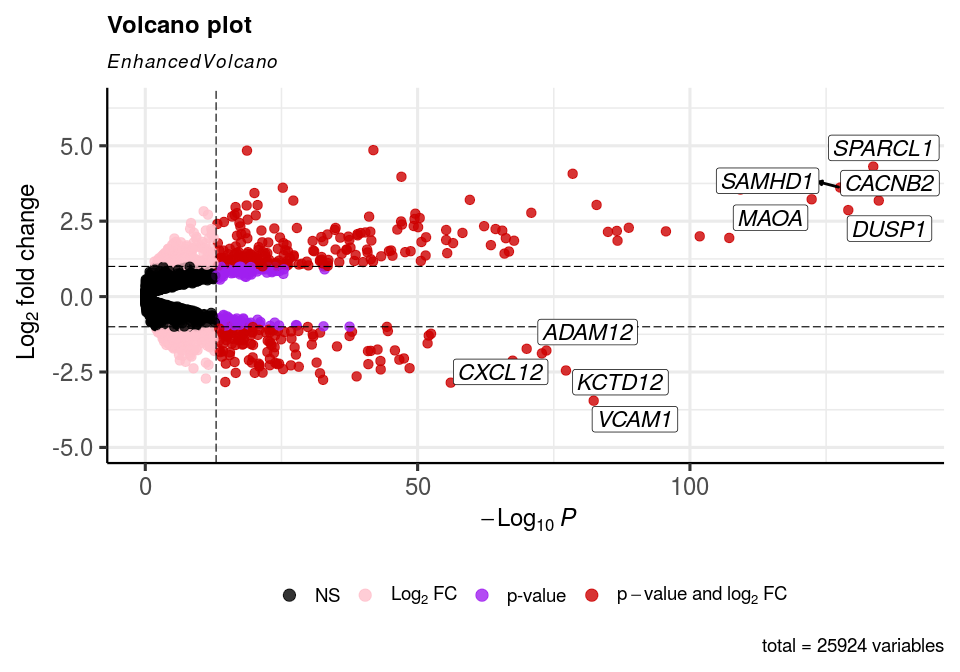 Volcano plot
EnhancedVolcano
Log₂ fold change
5.0
2.5
0.0
-2.5
-5.0
SPARCL1
SAMHD1
CACNB2
MAOA
DUSP1
ADAM12
CXCL12
KCTD12
VCAM1
0
50
100
−Log₁₀ P
NS
Log₂ FC
p-value
p − value and log₂ FC
total = 25924 variables